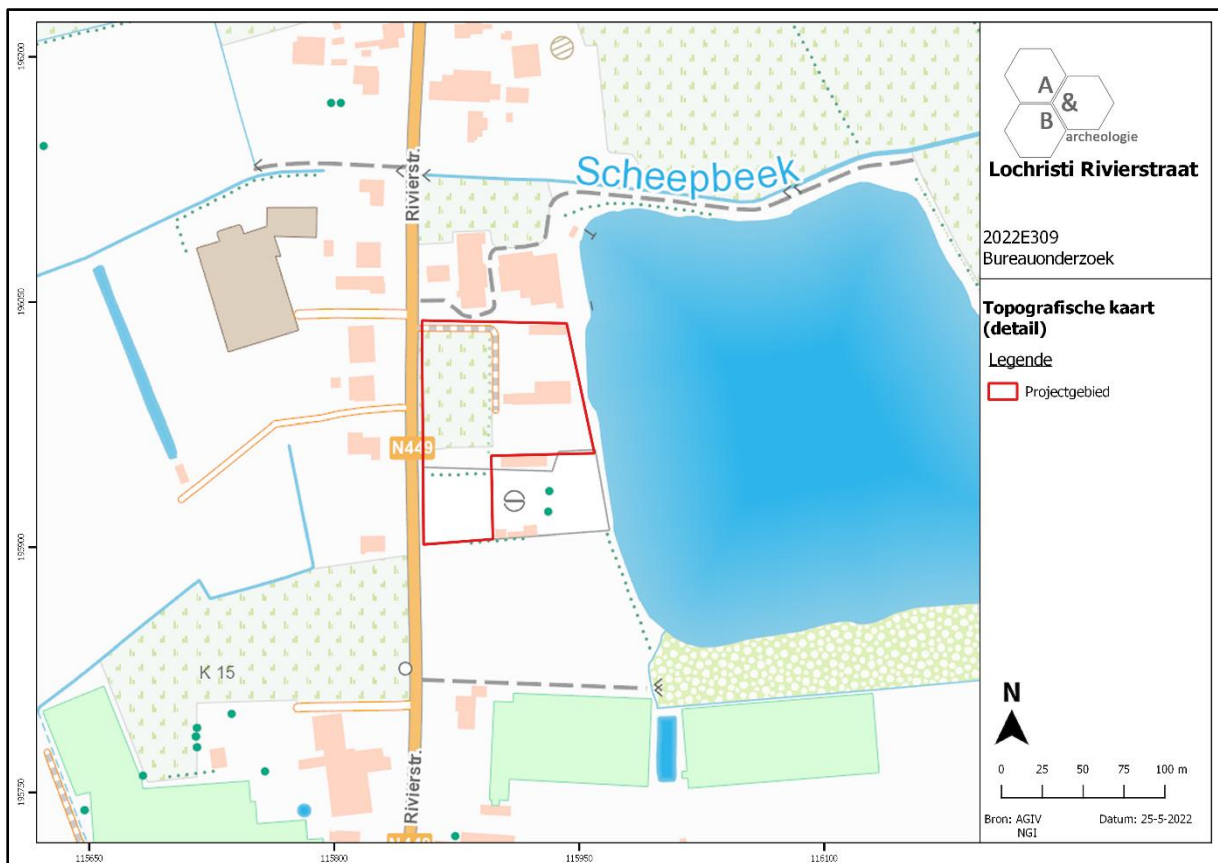 196200
196050
195900
195750
115650
115800
115950
116100
Rivierstr.
Scheepbeek
N449
K 15
Rivierstr.
N449
A
&
B
archeologie
Lochristi Rivierstraat
2022E309
Bureauonderzoek
Topografische kaart
(detail)
Legende
Projectgebied
N
0 25 50 75 100 m
Bron: AGIV
NGI
Datum: 25-5-2022